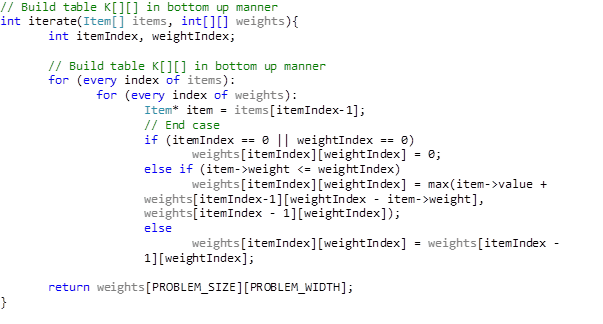 // Build table K[][] in bottom up manner
int iterate(Item[] items, int[][] weights){
int itemIndex, weightIndex;
// Build table K[][] in bottom up manner
for (every index of items):
for (every index of weights):
Item* item = items[itemIndex-1];
// End case
if (itemIndex == 0 || weightIndex == 0)
weights[itemIndex][weightIndex] = 0;
else if (item->weight <= weightIndex)
weights[itemIndex][weightIndex] = max(item->value +
weights[itemIndex-1][weightIndex - item->weight],
weights[itemIndex - 1][weightIndex]);
else
weights[itemIndex][weightIndex] = weights[itemIndex -
1][weightIndex];
return weights[PROBLEM_SIZE][PROBLEM_WIDTH];
}